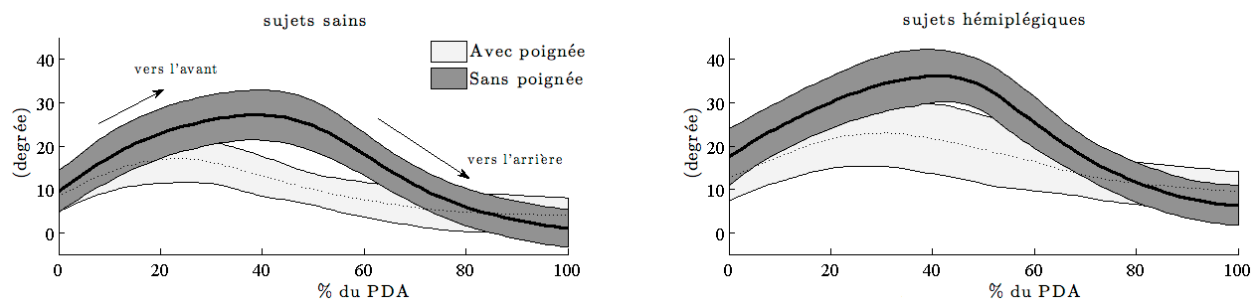 sujets sains
(degrée)
40
30
20
10
0
vers l'avant
Avec poignée
Sans poignée
vers l'arrière
0 20 40 60 80 100
% du PDA
sujets hémiplégiques
(degrée)
40
30
20
10
0
0 20 40 60 80 100
% du PDA